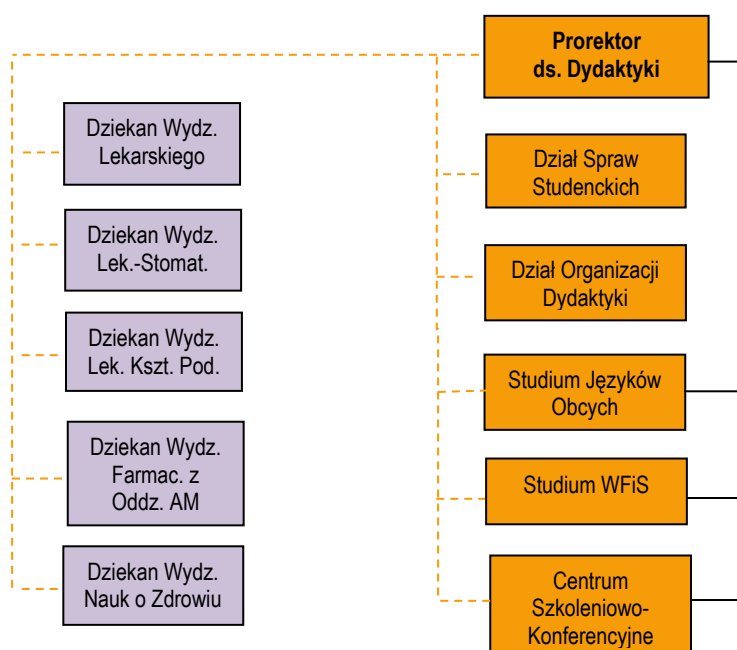 Prorektor
ds. Dydaktyki
Dziekan Wydz.
Lekarskiego
Dziekan Wydz.
Lek.-Stomat.
Dziekan Wydz.
Lek. Kszt. Pod.
Dziekan Wydz.
Farmac. z
Oddz. AM
Dziekan Wydz.
Nauk o Zdrowiu
Dział Spraw
Studenckich
Dział Organizacji
Dydaktyki
Studium Języków
Obcych
Studium WFiS
Centrum
Szkoleniowo-
Konferencyjne